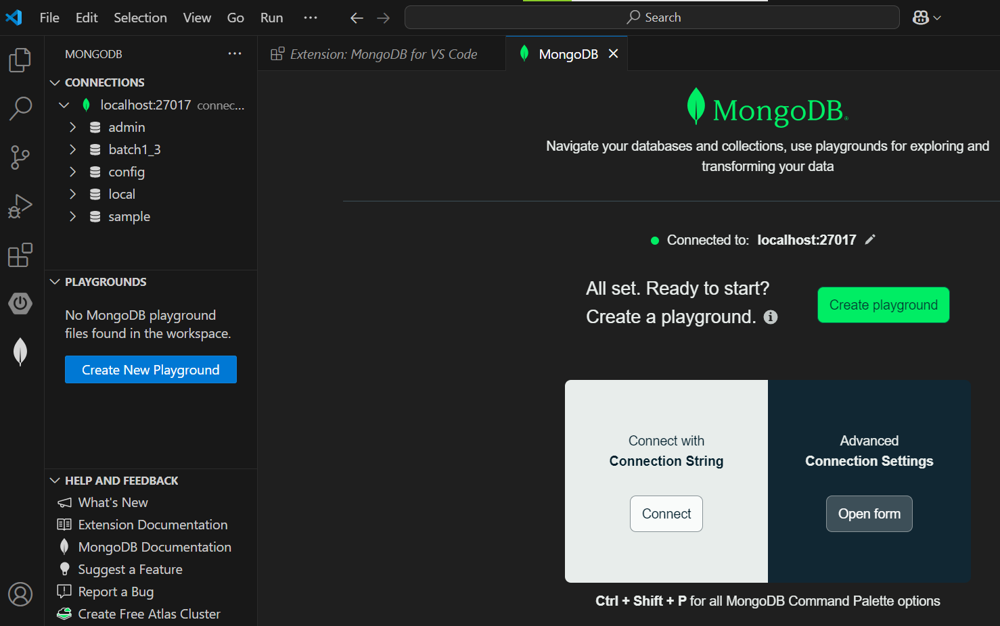 File Edit Selection View Go Run ··· Search
MONGODB ···
Extension: MongoDB for VS Code
MongoDB
CONNECTIONS
localhost:27017 connec...
admin
batch1_3
config
local
sample
PLAYGROUNDS
No MongoDB playground
files found in the workspace.
Create New Playground
HELP AND FEEDBACK
What's New
Extension Documentation
MongoDB Documentation
Suggest a Feature
Report a Bug
Create Free Atlas Cluster
MongoDB®
Navigate your databases and collections, use playgrounds for exploring and
transforming your data
Connected to: localhost:27017
All set. Ready to start?
Create a playground.
Create playground
Connect with
Connection String
Connect
Advanced
Connection Settings
Open form
Ctrl + Shift + P for all MongoDB Command Palette options